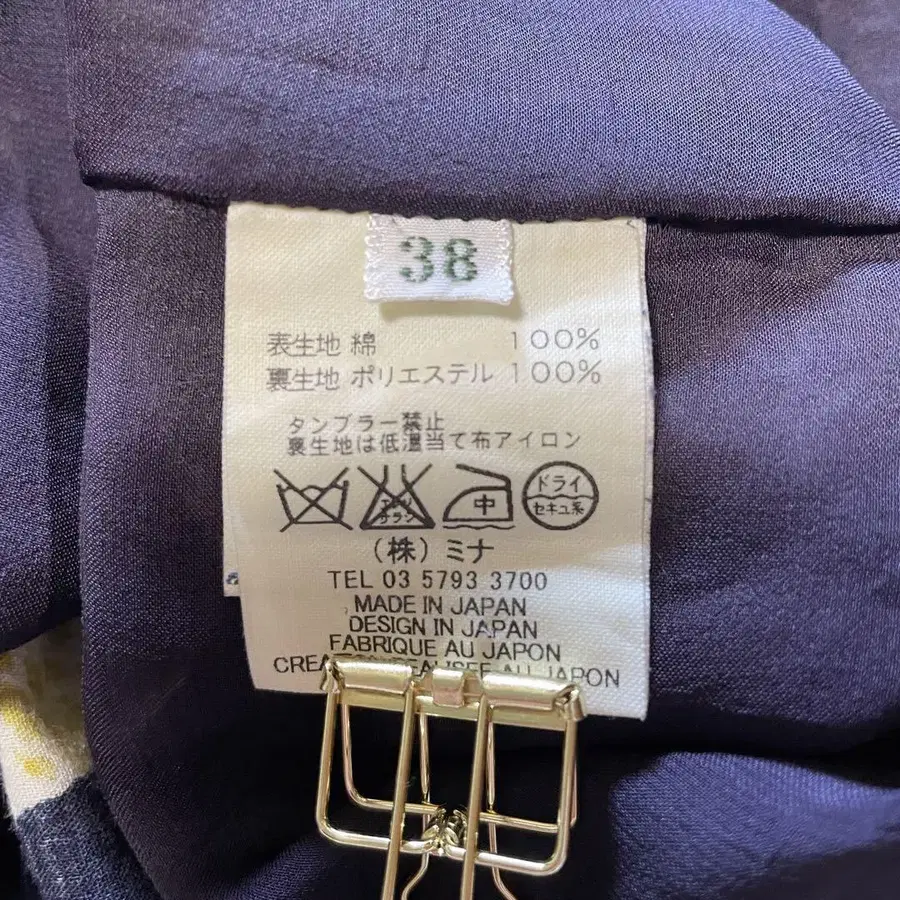 38
表生地 綿 100%
裏生地 ポリエステル 100%
タンブラー禁止
裏生地は低温当て布アイロン
中
ドライ
セキユ系
(株)ミナ
TEL 03 5793 3700
MADE IN JAPAN
DESIGN IN JAPAN
FABRIQUE AU JAPON
AU JAPON